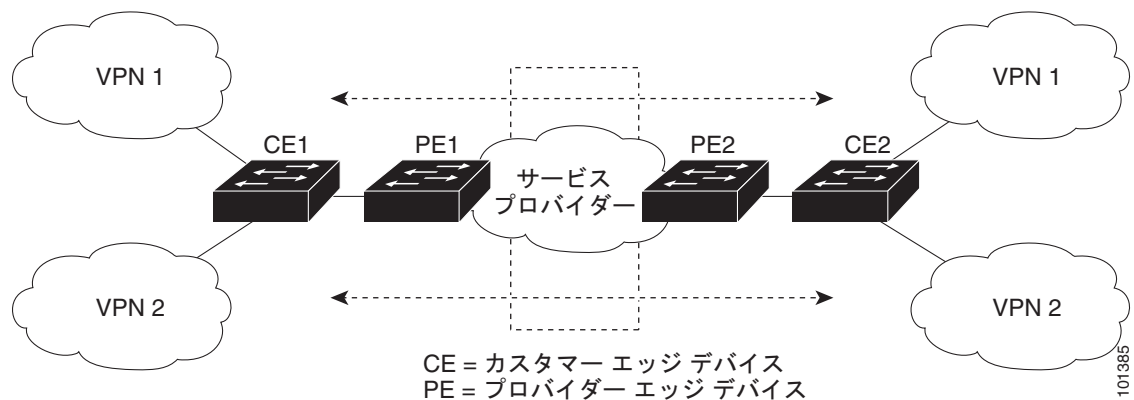 VPN 1
VPN 1
CE1
PE1
PE2
CE2
サービス
プロバイダー
VPN 2
VPN 2
CE = カスタマー エッジ デバイス
PE = プロバイダー エッジ デバイス
101385